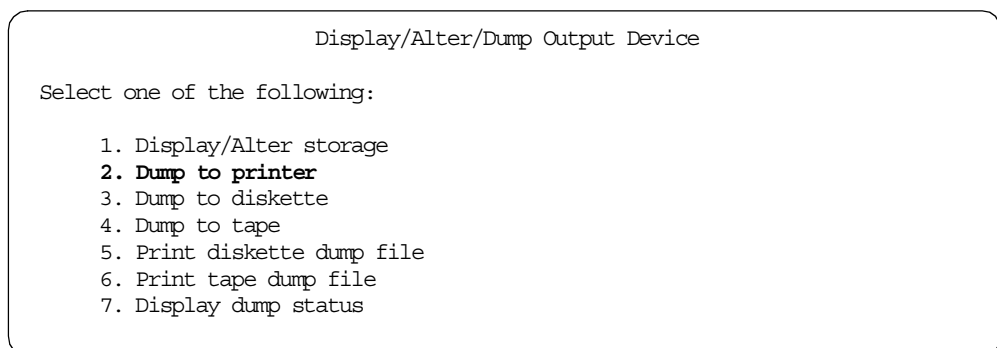 Display/Alter/Dump Output Device
Select one of the following:
1. Display/Alter storage
2. Dump to printer
3. Dump to diskette
4. Dump to tape
5. Print diskette dump file
6. Print tape dump file
7. Display dump status